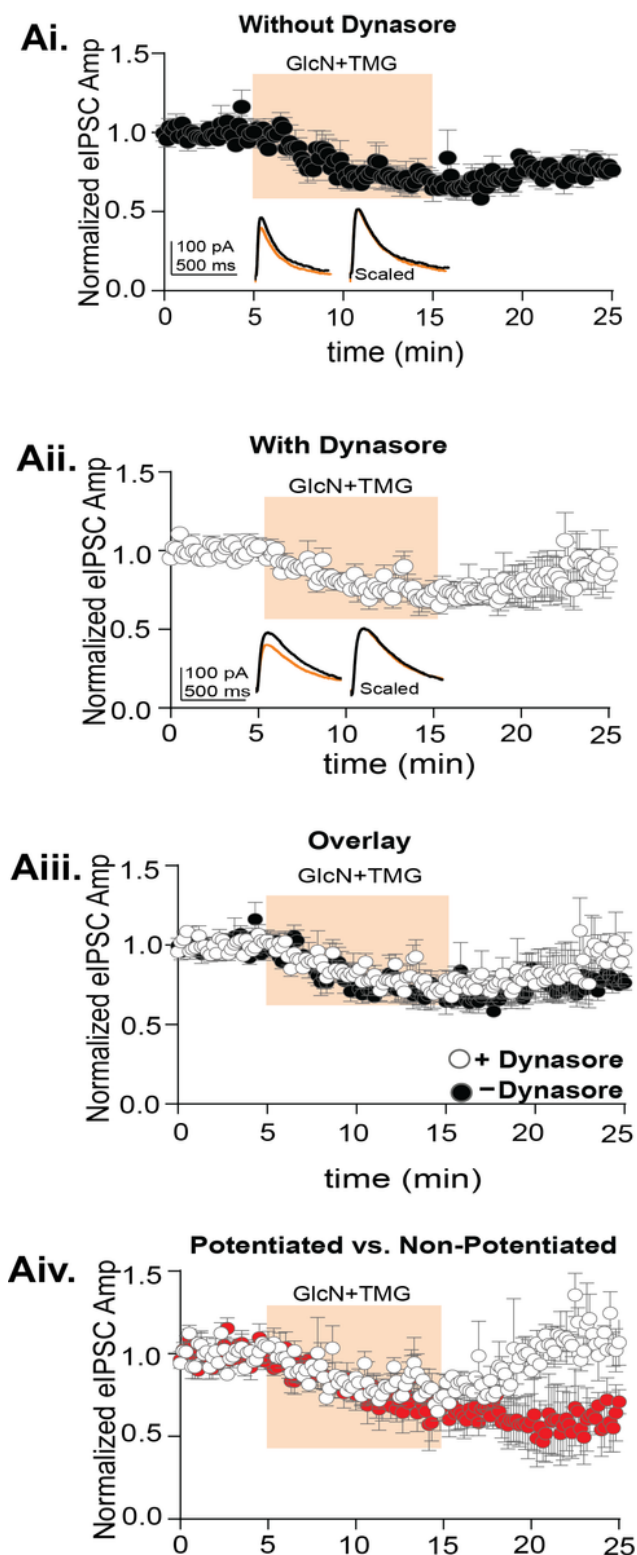 Ai.
Without Dynasore
GlcN+TMG
Normalized eIPSC Amp
1.5
1.0
0.5
0.0
100 pA
500 ms
Scaled
0 5 10 15 20 25
time (min)
Aii.
With Dynasore
GlcN+TMG
Normalized eIPSC Amp
1.5
1.0
0.5
0.0
100 pA
500 ms
Scaled
0 5 10 15 20 25
time (min)
Aiii.
Overlay
GlcN+TMG
Normalized eIPSC Amp
1.5
1.0
0.5
0.0
+ Dynasore
– Dynasore
0 5 10 15 20 25
time (min)
Aiv.
Potentiated vs. Non-Potentiated
GlcN+TMG
Normalized eIPSC Amp
1.5
1.0
0.5
0.0
0 5 10 15 20 25
time (min)